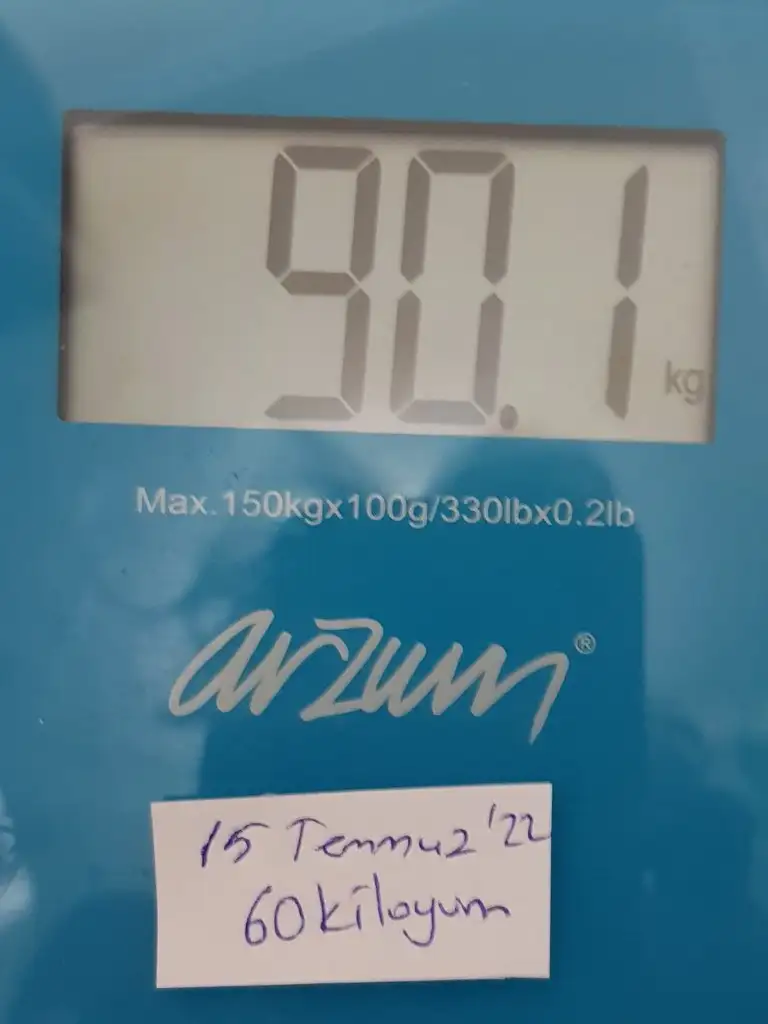 90.1 kg
Max.150kgx100g/330lbx0.2lb
arzum®
15 Temmuz '22
60 kiloyum